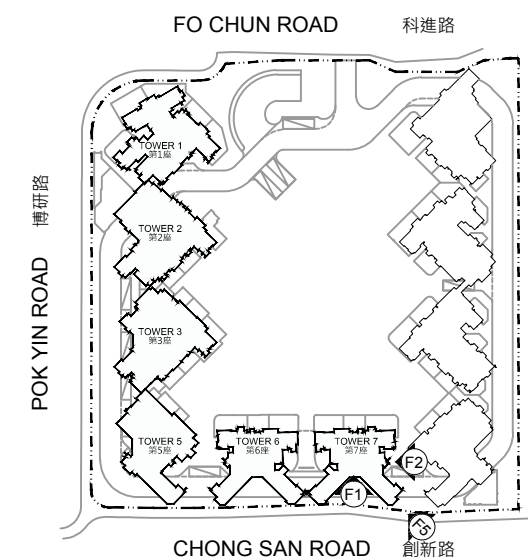 FO CHUN ROAD 科進路
TOWER 1
第1座
博研路
POK YIN ROAD
TOWER 2
第2座
TOWER 3
第3座
TOWER 5
第5座
TOWER 6
第6座
TOWER 7
第7座
F2
F1
F5
CHONG SAN ROAD 創新路